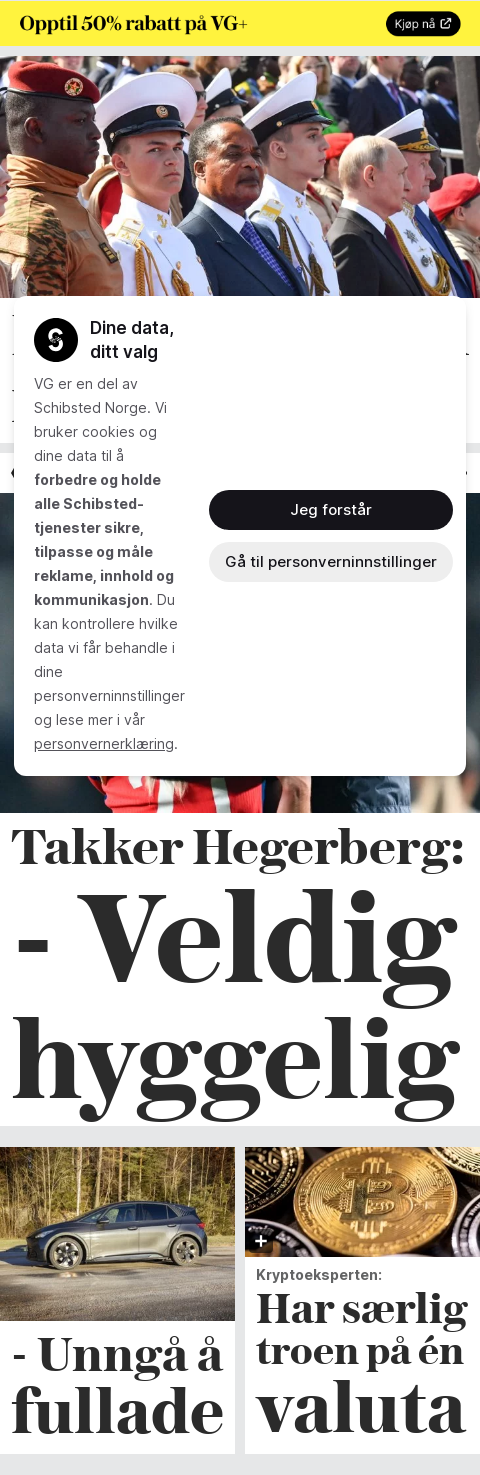 Opptil 50% rabatt på VG+
Kjøp nå
Dine data,
ditt valg
VG er en del av
Schibsted Norge. Vi
bruker cookies og
dine data til å
forbedre og holde
alle Schibsted-
tjenester sikre,
tilpasse og måle
reklame, innhold og
kommunikasjon. Du
kan kontrollere hvilke
data vi får behandle i
dine
personverninnstillinger
og lese mer i vår
personvernerklæring.
Jeg forstår
Gå til personverninnstillinger
Takker Hegerberg:
- Veldig
hyggelig
- Unngå å
fullade
Kryptoeksperten:
Har særlig
troen på én
valuta